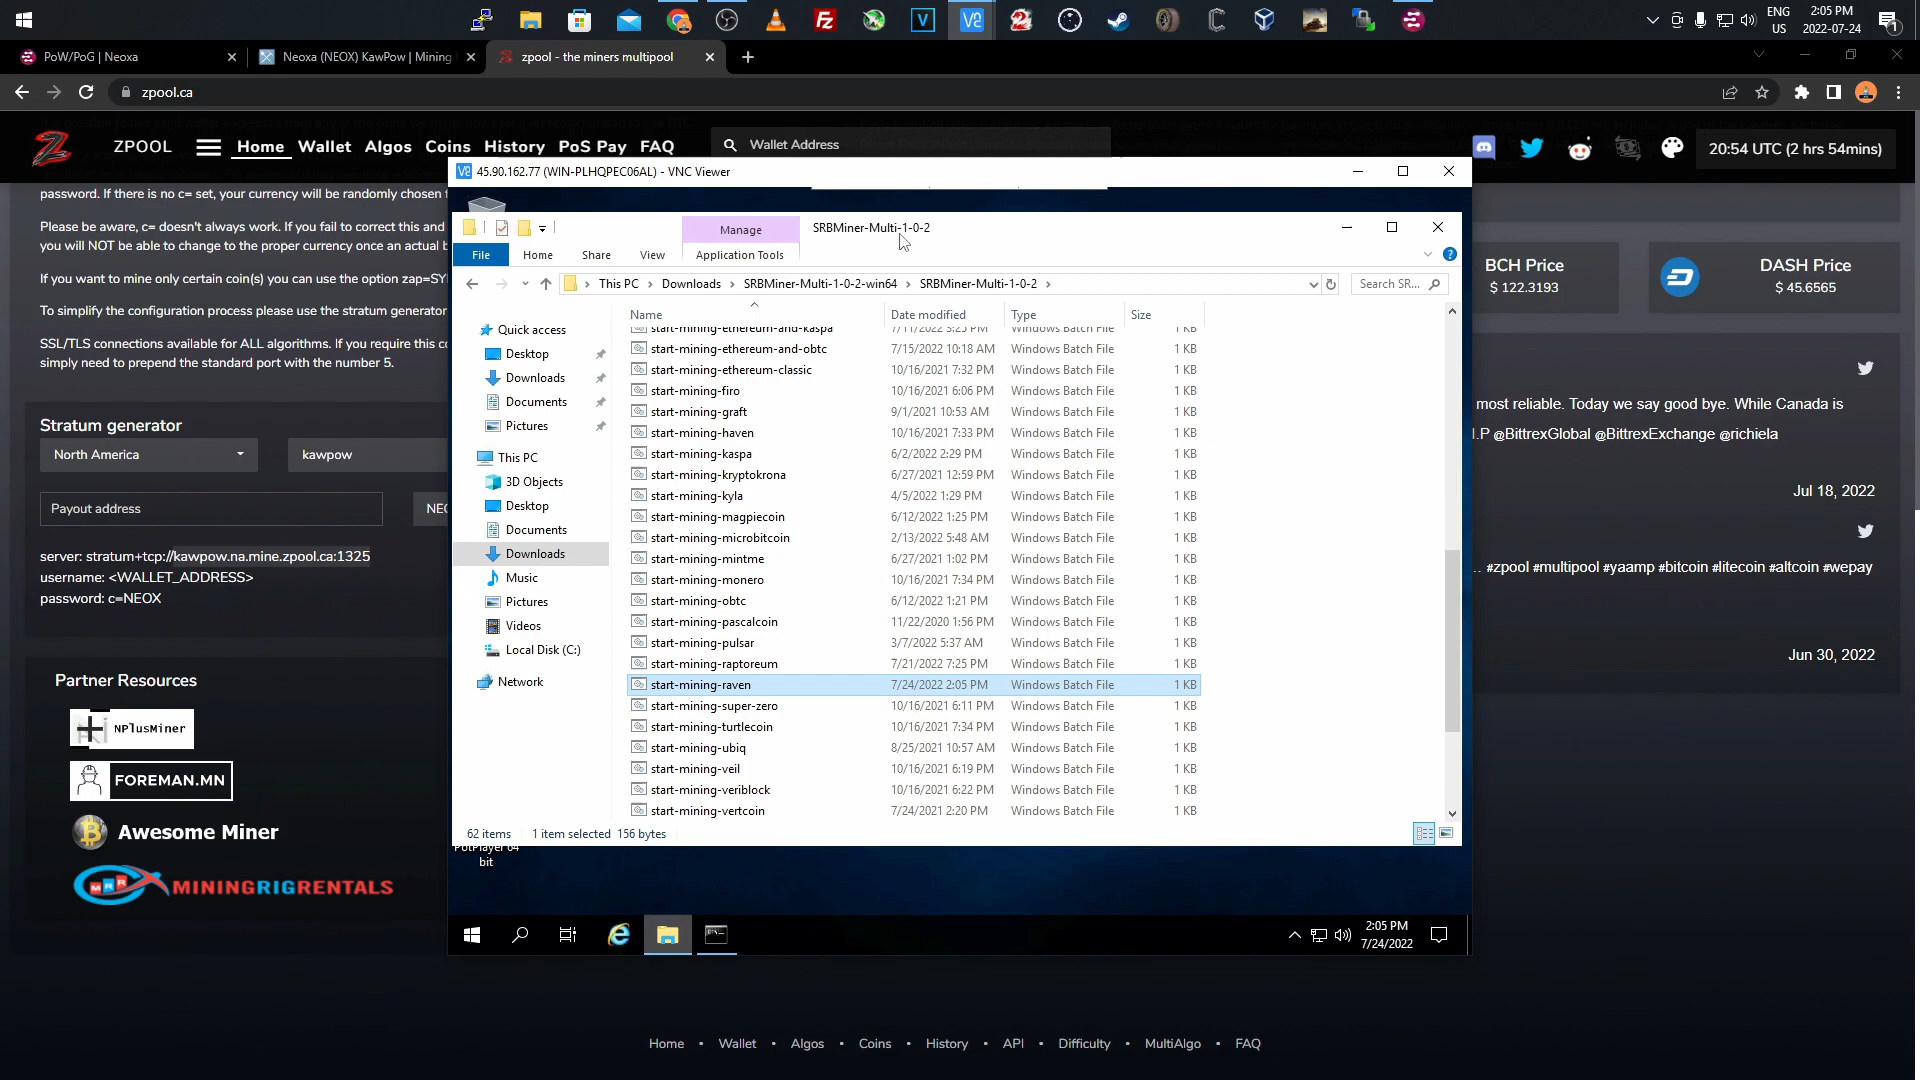 ENG
US
2:05 PM
2022-07-24
1
PoW/PoG | Neoxa
Neoxa (NEOX) KawPow | Mining
zpool - the miners multipool
zpool.ca
ZPOOL
Home
Wallet
Algos
Coins
History
PoS Pay
FAQ
Wallet Address
20:54 UTC (2 hrs 54mins)
password. If there is no c= set, your currency will be randomly chosen
Please be aware, c= doesn't always work. If you fail to correct this and
you will NOT be able to change to the proper currency once an actual b
If you want to mine only certain coin(s) you can use the option zap=SY
To simplify the configuration process please use the stratum generator
SSL/TLS connections available for ALL algorithms. If you require this co
simply need to prepend the standard port with the number 5.
Stratum generator
North America
kawpow
Payout address
NEO
server: stratum+tcp://kawpow.na.mine.zpool.ca:1325
username: <WALLET_ADDRESS>
password: c=NEOX
Partner Resources
NPlusMiner
FOREMAN.MN
Awesome Miner
MRR
MININGRIGRENTALS
45.90.162.77 (WIN-PLHQPEC06AL) - VNC Viewer
Manage
SRBMiner-Multi-1-0-2
File
Home
Share
View
Application Tools
This PC
Downloads
SRBMiner-Multi-1-0-2-win64
SRBMiner-Multi-1-0-2
Search SR...
Name
Date modified
Type
Size
Quick access
Desktop
Downloads
Documents
Pictures
This PC
3D Objects
Desktop
Documents
Downloads
Music
Pictures
Videos
Local Disk (C:)
Network
start-mining-ethereum-and-kaspa 7/11/2022 3:25 PM Windows Batch File 1 KB
start-mining-ethereum-and-obtc 7/15/2022 10:18 AM Windows Batch File 1 KB
start-mining-ethereum-classic 10/16/2021 7:32 PM Windows Batch File 1 KB
start-mining-firo 10/16/2021 6:06 PM Windows Batch File 1 KB
start-mining-graft 9/1/2021 10:53 AM Windows Batch File 1 KB
start-mining-haven 10/16/2021 7:33 PM Windows Batch File 1 KB
start-mining-kaspa 6/2/2022 2:29 PM Windows Batch File 1 KB
start-mining-kryptokrona 6/27/2021 12:59 PM Windows Batch File 1 KB
start-mining-kyla 4/5/2022 1:29 PM Windows Batch File 1 KB
start-mining-magpiecoin 6/12/2022 1:25 PM Windows Batch File 1 KB
start-mining-microbitcoin 2/13/2022 5:48 AM Windows Batch File 1 KB
start-mining-mintme 6/27/2021 1:02 PM Windows Batch File 1 KB
start-mining-monero 10/16/2021 7:34 PM Windows Batch File 1 KB
start-mining-obtc 6/12/2022 1:21 PM Windows Batch File 1 KB
start-mining-pascalcoin 11/22/2020 1:56 PM Windows Batch File 1 KB
start-mining-pulsar 3/7/2022 5:37 AM Windows Batch File 1 KB
start-mining-raptoreum 7/21/2022 7:25 PM Windows Batch File 1 KB
start-mining-raven 7/24/2022 2:05 PM Windows Batch File 1 KB
start-mining-super-zero 10/16/2021 6:11 PM Windows Batch File 1 KB
start-mining-turtlecoin 10/16/2021 7:34 PM Windows Batch File 1 KB
start-mining-ubiq 8/25/2021 10:57 AM Windows Batch File 1 KB
start-mining-veil 10/16/2021 6:19 PM Windows Batch File 1 KB
start-mining-veriblock 10/16/2021 6:22 PM Windows Batch File 1 KB
start-mining-vertcoin 7/24/2021 2:20 PM Windows Batch File 1 KB
62 items 1 item selected 156 bytes
PotPlayer 64
bit
2:05 PM
7/24/2022
BCH Price
$ 122.3193
DASH Price
$ 45.6565
most reliable. Today we say good bye. While Canada is
I.P @BittrexGlobal @BittrexExchange @richiela
Jul 18, 2022
... #zpool #multipool #yaamp #bitcoin #litecoin #altcoin #wepay
Jun 30, 2022
Home • Wallet • Algos • Coins • History • API • Difficulty • MultiAlgo • FAQ